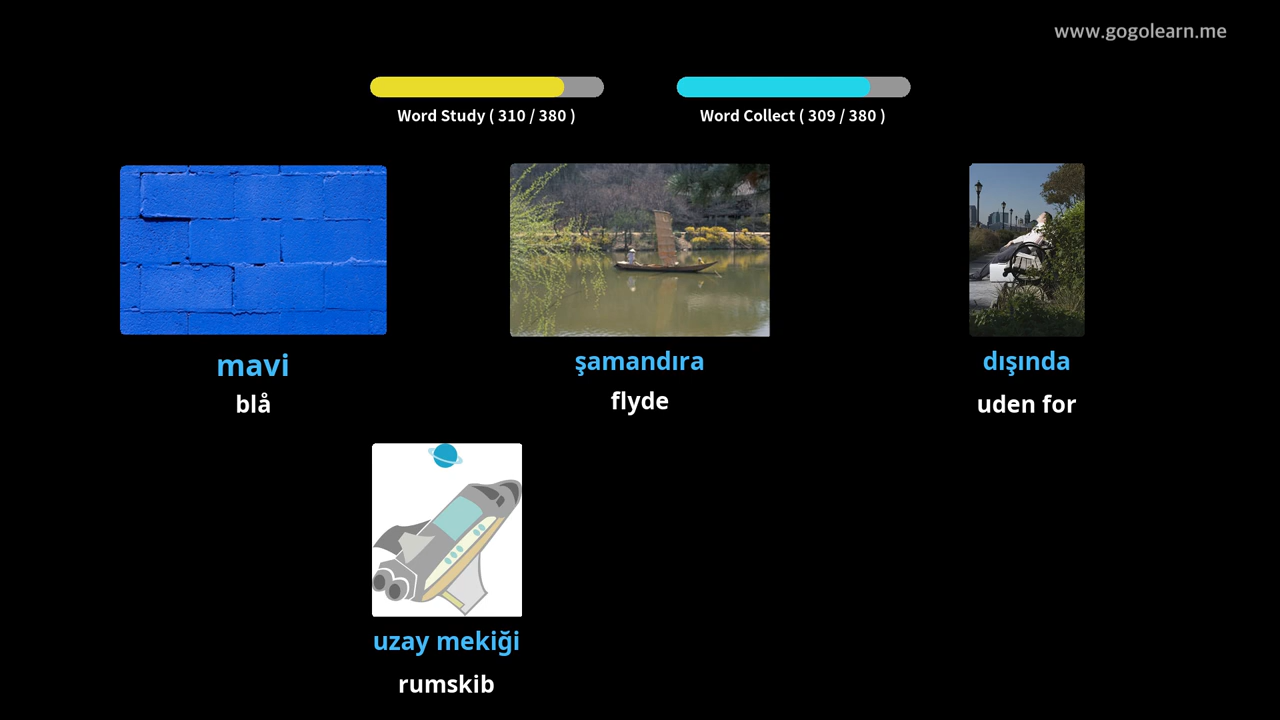 www.gogolearn.me
Word Study ( 310 / 380 )
Word Collect ( 309 / 380 )
mavi
blå
şamandıra
flyde
dışında
uden for
uzay mekiği
rumskib